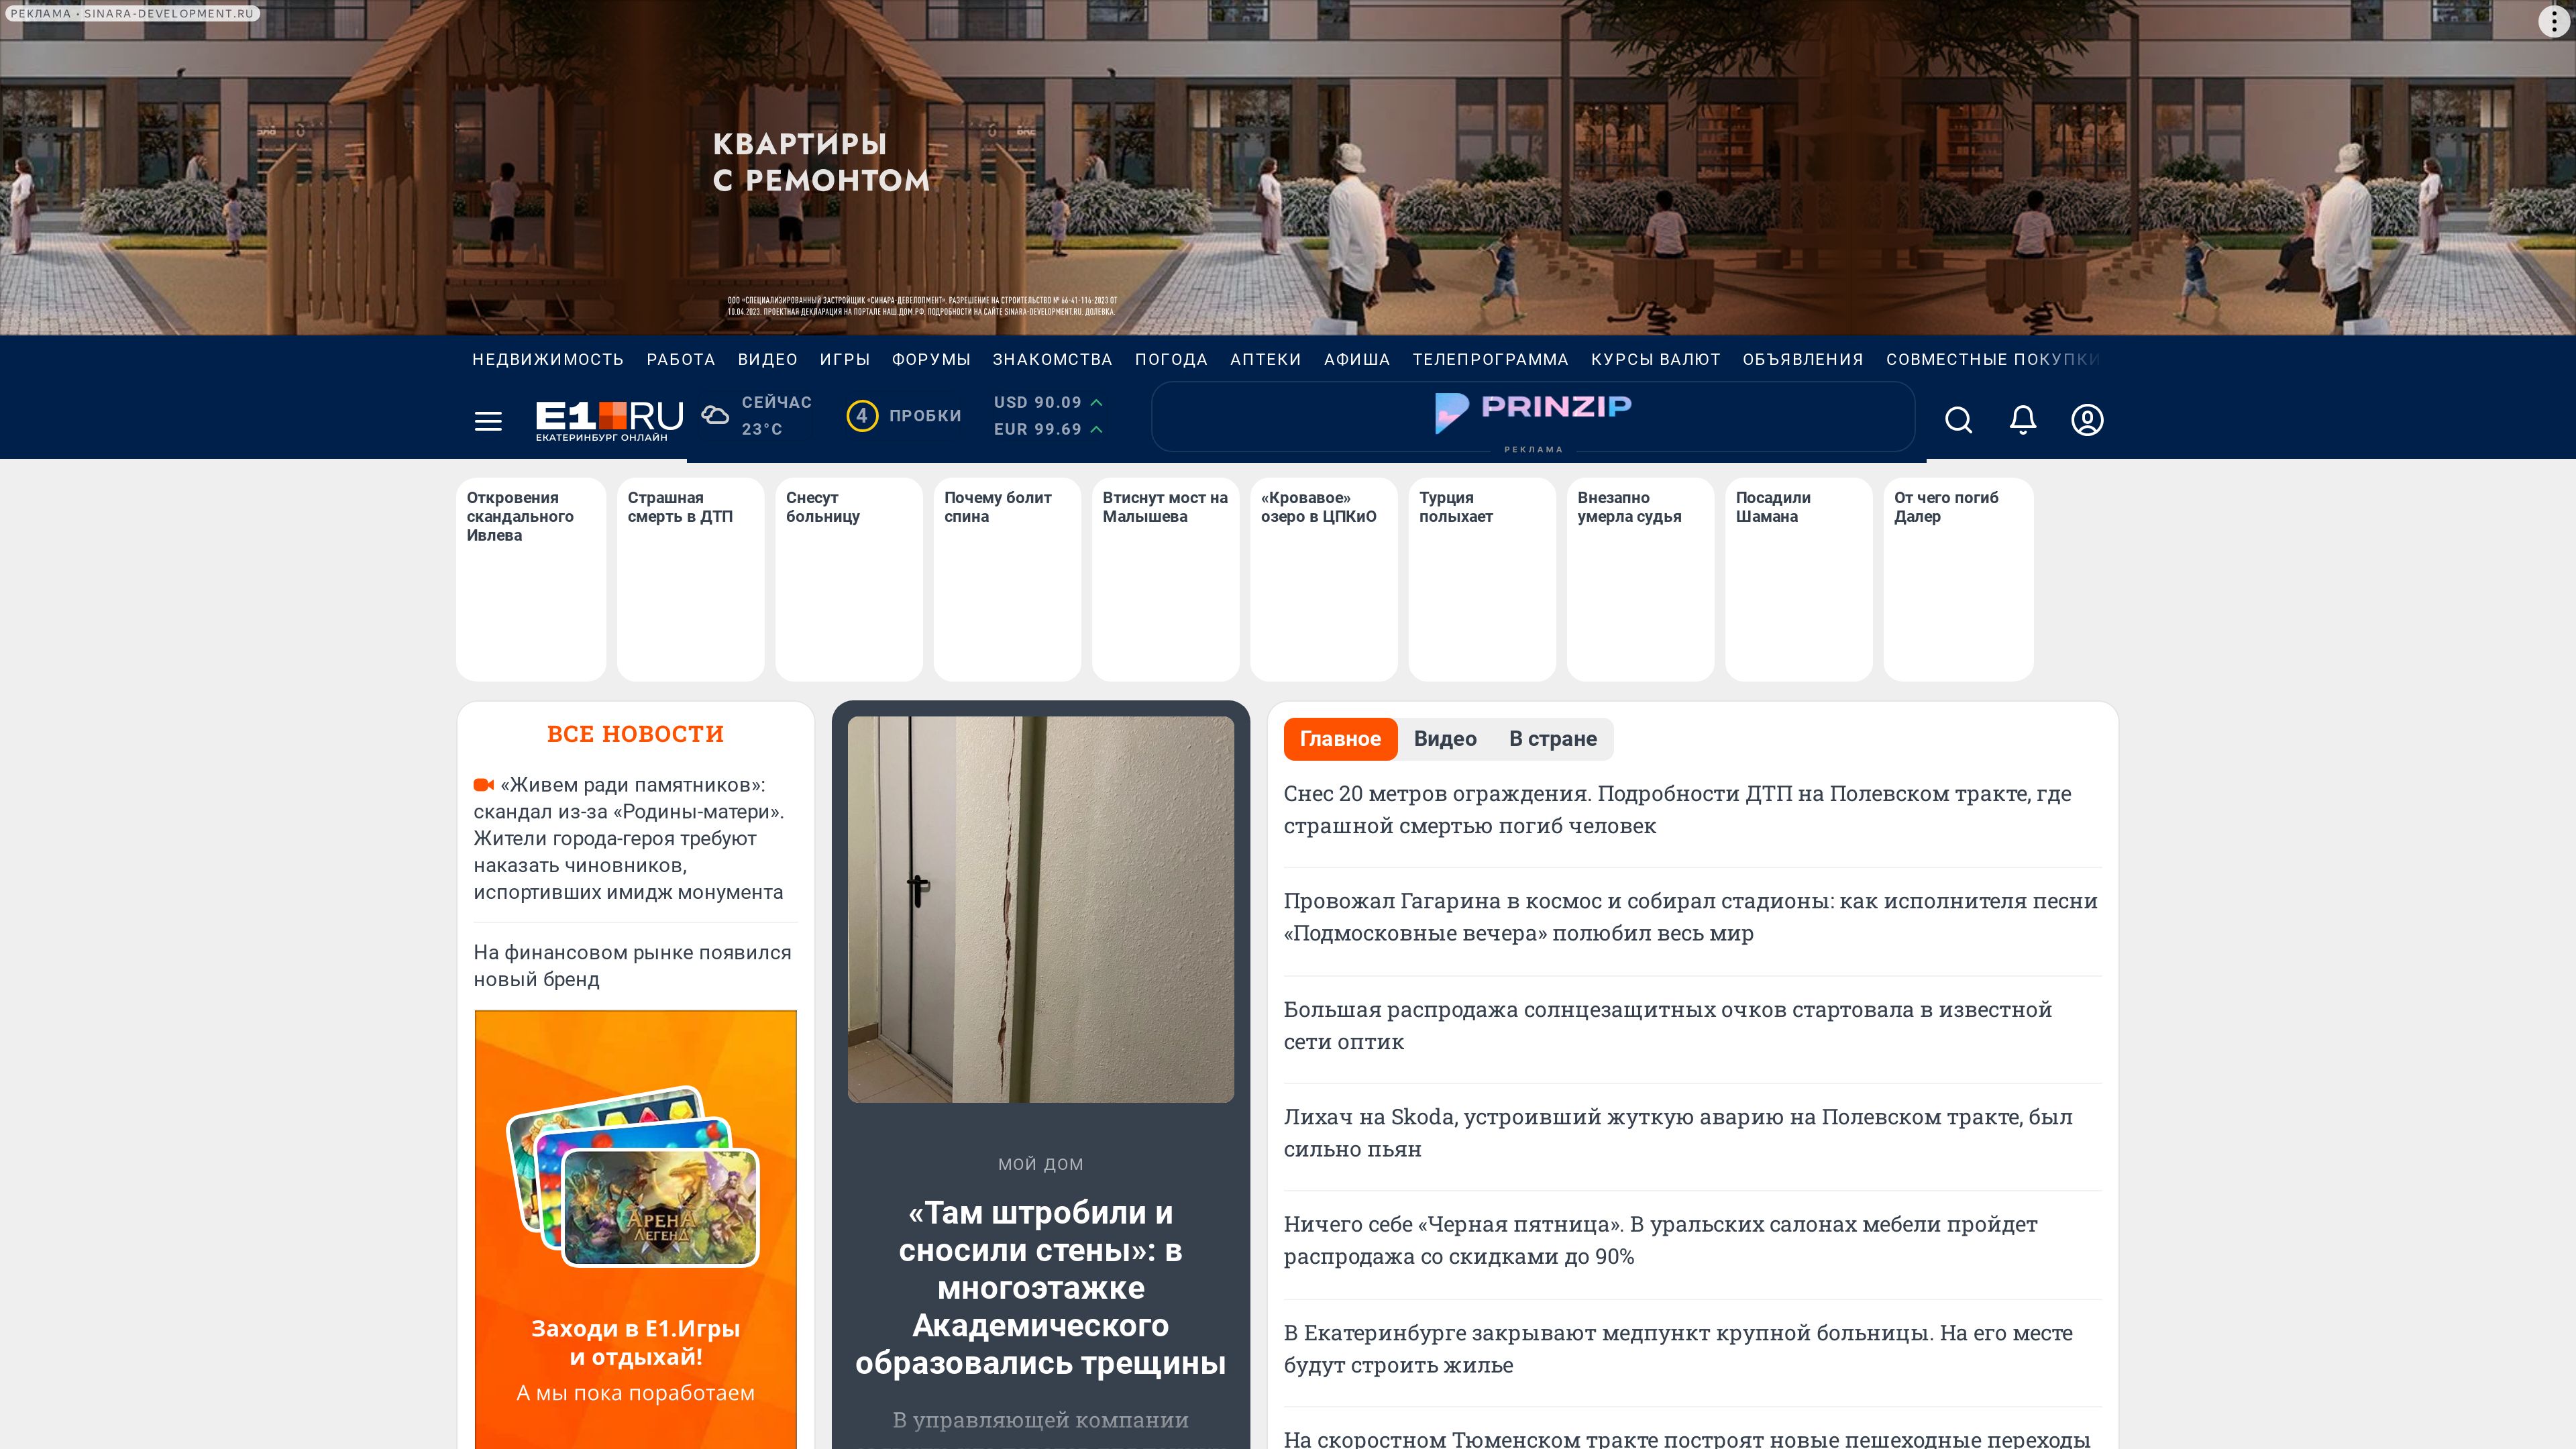 РЕКЛАМА • SINARA-DEVELOPMENT.RU
КВАРТИРЫ
С РЕМОНТОМ
ООО «СПЕЦИАЛИЗИРОВАННЫЙ ЗАСТРОЙЩИК «СИНАРА-ДЕВЕЛОПМЕНТ». РАЗРЕШЕНИЕ НА СТРОИТЕЛЬСТВО № 66-41-116-2023 ОТ
10.04.2023. ПРОЕКТНАЯ ДЕКЛАРАЦИЯ НА ПОРТАЛЕ НАШ.ДОМ.РФ. ПОДРОБНОСТИ НА САЙТЕ SINARA-DEVELOPMENT.RU. ДОЛЕВКА.
НЕДВИЖИМОСТЬ РАБОТА ВИДЕО ИГРЫ ФОРУМЫ ЗНАКОМСТВА ПОГОДА АПТЕКИ АФИША ТЕЛЕПРОГРАММА КУРСЫ ВАЛЮТ ОБЪЯВЛЕНИЯ СОВМЕСТНЫЕ ПОКУПКИ
E1 RU
ЕКАТЕРИНБУРГ ОНЛАЙН
СЕЙЧАС
23°C
4 ПРОБКИ
USD 90.09
EUR 99.69
PRINZIP
РЕКЛАМА
Откровения
скандального
Ивлева
Страшная
смерть в ДТП
Снесут
больницу
Почему болит
спина
Втиснут мост на
Малышева
«Кровавое»
озеро в ЦПКиО
Турция
полыхает
Внезапно
умерла судья
Посадили
Шамана
От чего погиб
Далер
ВСЕ НОВОСТИ
«Живем ради памятников»:
скандал из-за «Родины-матери».
Жители города-героя требуют
наказать чиновников,
испортивших имидж монумента
На финансовом рынке появился
новый бренд
АРЕНА
ЛЕГЕНД
Заходи в Е1.Игры
и отдыхай!
А мы пока поработаем
МОЙ ДОМ
«Там штробили и
сносили стены»: в
многоэтажке
Академического
образовались трещины
В управляющей компании
Главное Видео В стране
Снес 20 метров ограждения. Подробности ДТП на Полевском тракте, где
страшной смертью погиб человек
Провожал Гагарина в космос и собирал стадионы: как исполнителя песни
«Подмосковные вечера» полюбил весь мир
Большая распродажа солнцезащитных очков стартовала в известной
сети оптик
Лихач на Skoda, устроивший жуткую аварию на Полевском тракте, был
сильно пьян
Ничего себе «Черная пятница». В уральских салонах мебели пройдет
распродажа со скидками до 90%
В Екатеринбурге закрывают медпункт крупной больницы. На его месте
будут строить жилье
На скоростном Тюменском тракте построят новые пешеходные переходы